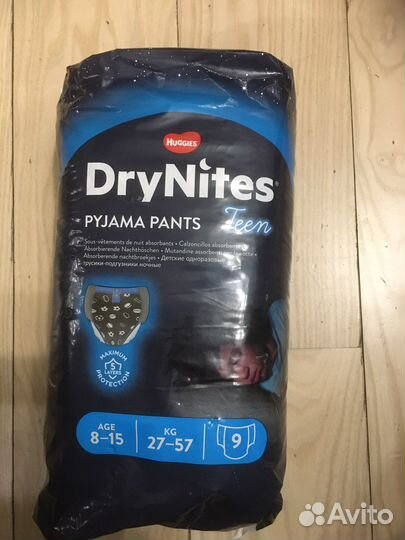 HUGGIES
DryNites
PYJAMA PANTS Teen
Sous-vêtements de nuit absorbants • Calzoncillos absorbentes
Absorbierende Nachthöschen • Mutandine assorbenti
Absorberende nachtbroekjes • Детские одноразовые
трусики-подгузники ночные
MAXIMUM
5
LAYERS
PROTECTION
AGE
8–15
KG
27–57
9
Avito